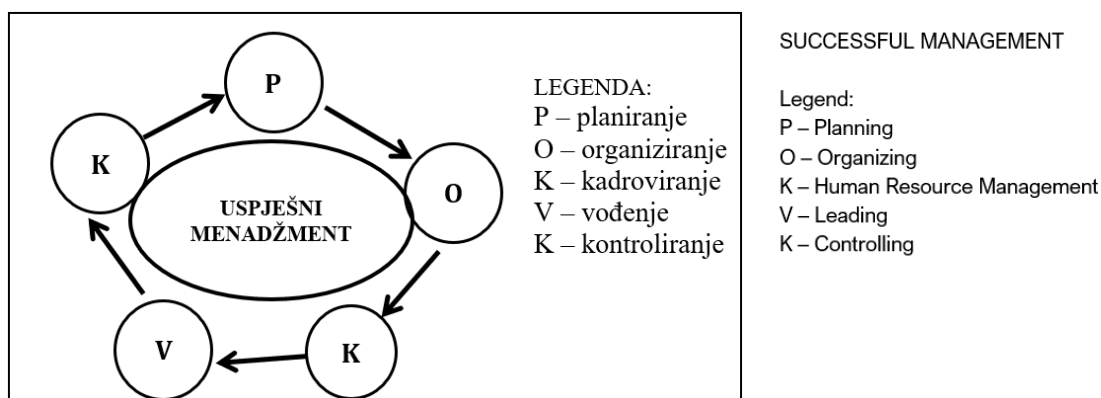 P
K
O
USPJEŠNI
MENADŽMENT
V
K
LEGENDA:
P – planiranje
O – organiziranje
K – kadroviranje
V – vođenje
K – kontroliranje
SUCCESSFUL MANAGEMENT
Legend:
P – Planning
O – Organizing
K – Human Resource Management
V – Leading
K – Controlling